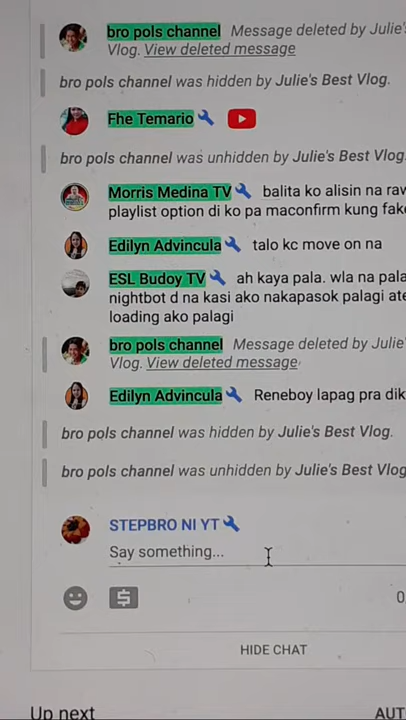 bro pols channel Message deleted by Julie's
Vlog. View deleted message
bro pols channel was hidden by Julie's Best Vlog.
Fhe Temario
bro pols channel was unhidden by Julie's Best Vlog.
Morris Medina TV balita ko alisin na raw
playlist option di ko pa maconfirm kung fake
Edilyn Advincula talo kc move on na
ESL Budoy TV ah kaya pala. wla na pala
nightbot d na kasi ako nakapasok palagi ate
loading ako palagi
bro pols channel Message deleted by Julie'
Vlog. View deleted message
Edilyn Advincula Reneboy lapag pra dik
bro pols channel was hidden by Julie's Best Vlog.
bro pols channel was unhidden by Julie's Best Vlog
STEPBRO NI YT
Say something...
0
HIDE CHAT
Up next AUT